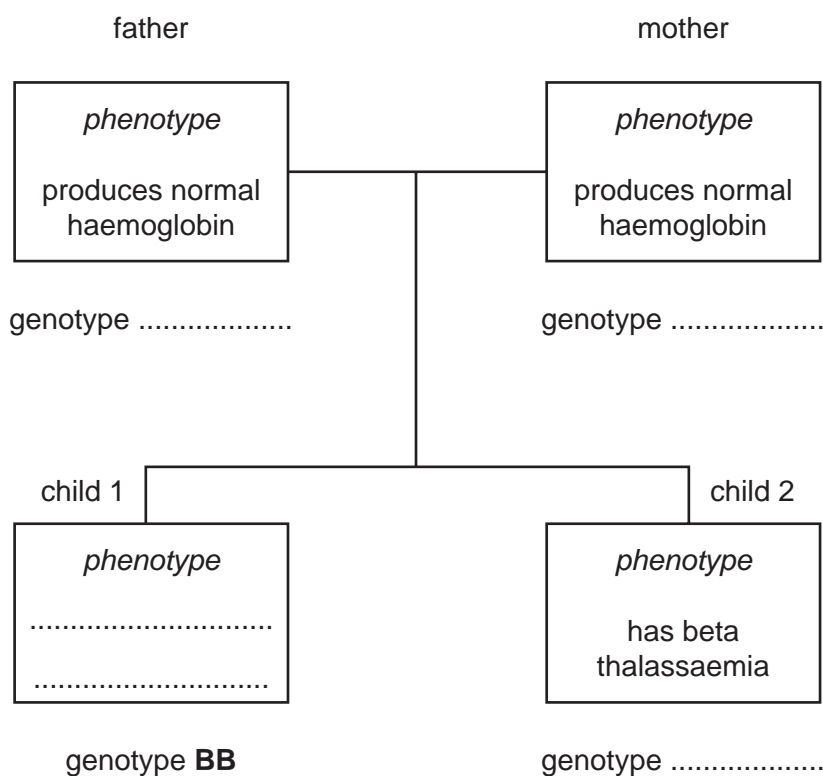 father
mother
phenotype
produces normal
haemoglobin
phenotype
produces normal
haemoglobin
genotype ...................
genotype ...................
child 1
child 2
phenotype
..............................
.............................
phenotype
has beta
thalassaemia
genotype BB
genotype ...................